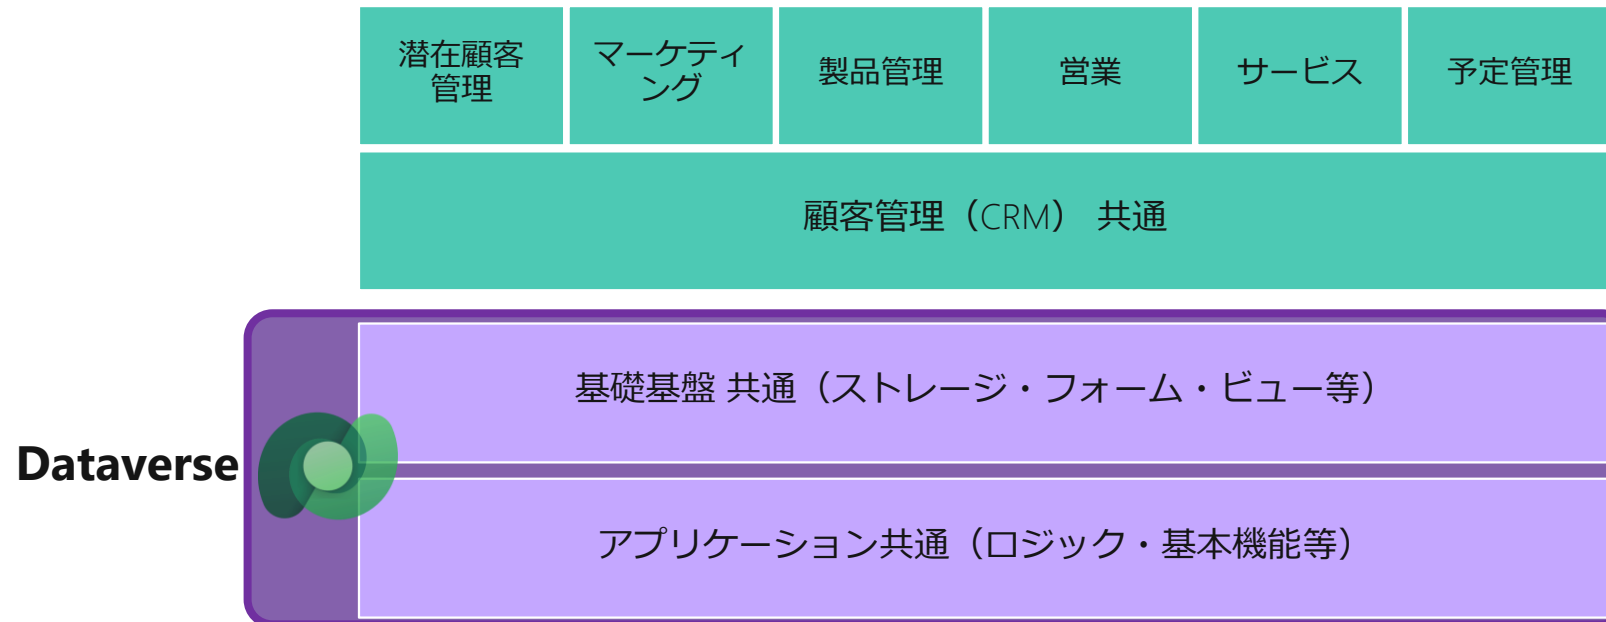 潜在顧客
管理
マーケティ
ング
製品管理
営業
サービス
予定管理
顧客管理（CRM） 共通
基礎基盤 共通（ストレージ・フォーム・ビュー等）
Dataverse
アプリケーション共通（ロジック・基本機能等）